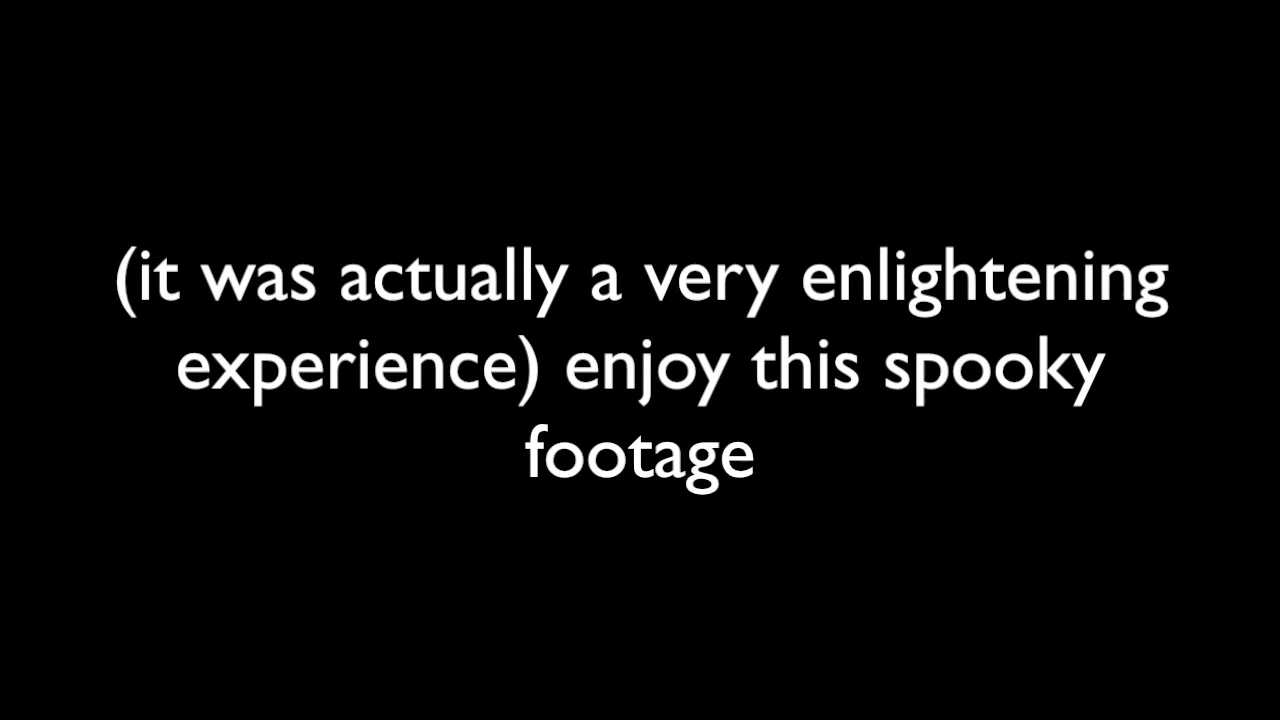 (it was actually a very enlightening
experience) enjoy this spooky
footage